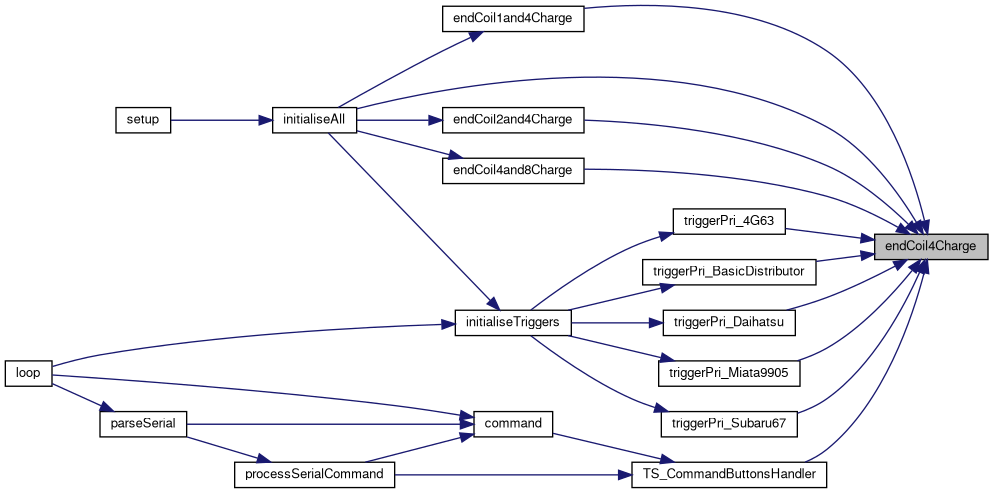 endCoil1and4Charge
setup
initialiseAll
endCoil2and4Charge
endCoil4and8Charge
triggerPri_4G63
endCoil4Charge
triggerPri_BasicDistributor
initialiseTriggers
triggerPri_Daihatsu
loop
triggerPri_Miata9905
parseSerial
command
triggerPri_Subaru67
processSerialCommand
TS_CommandButtonsHandler